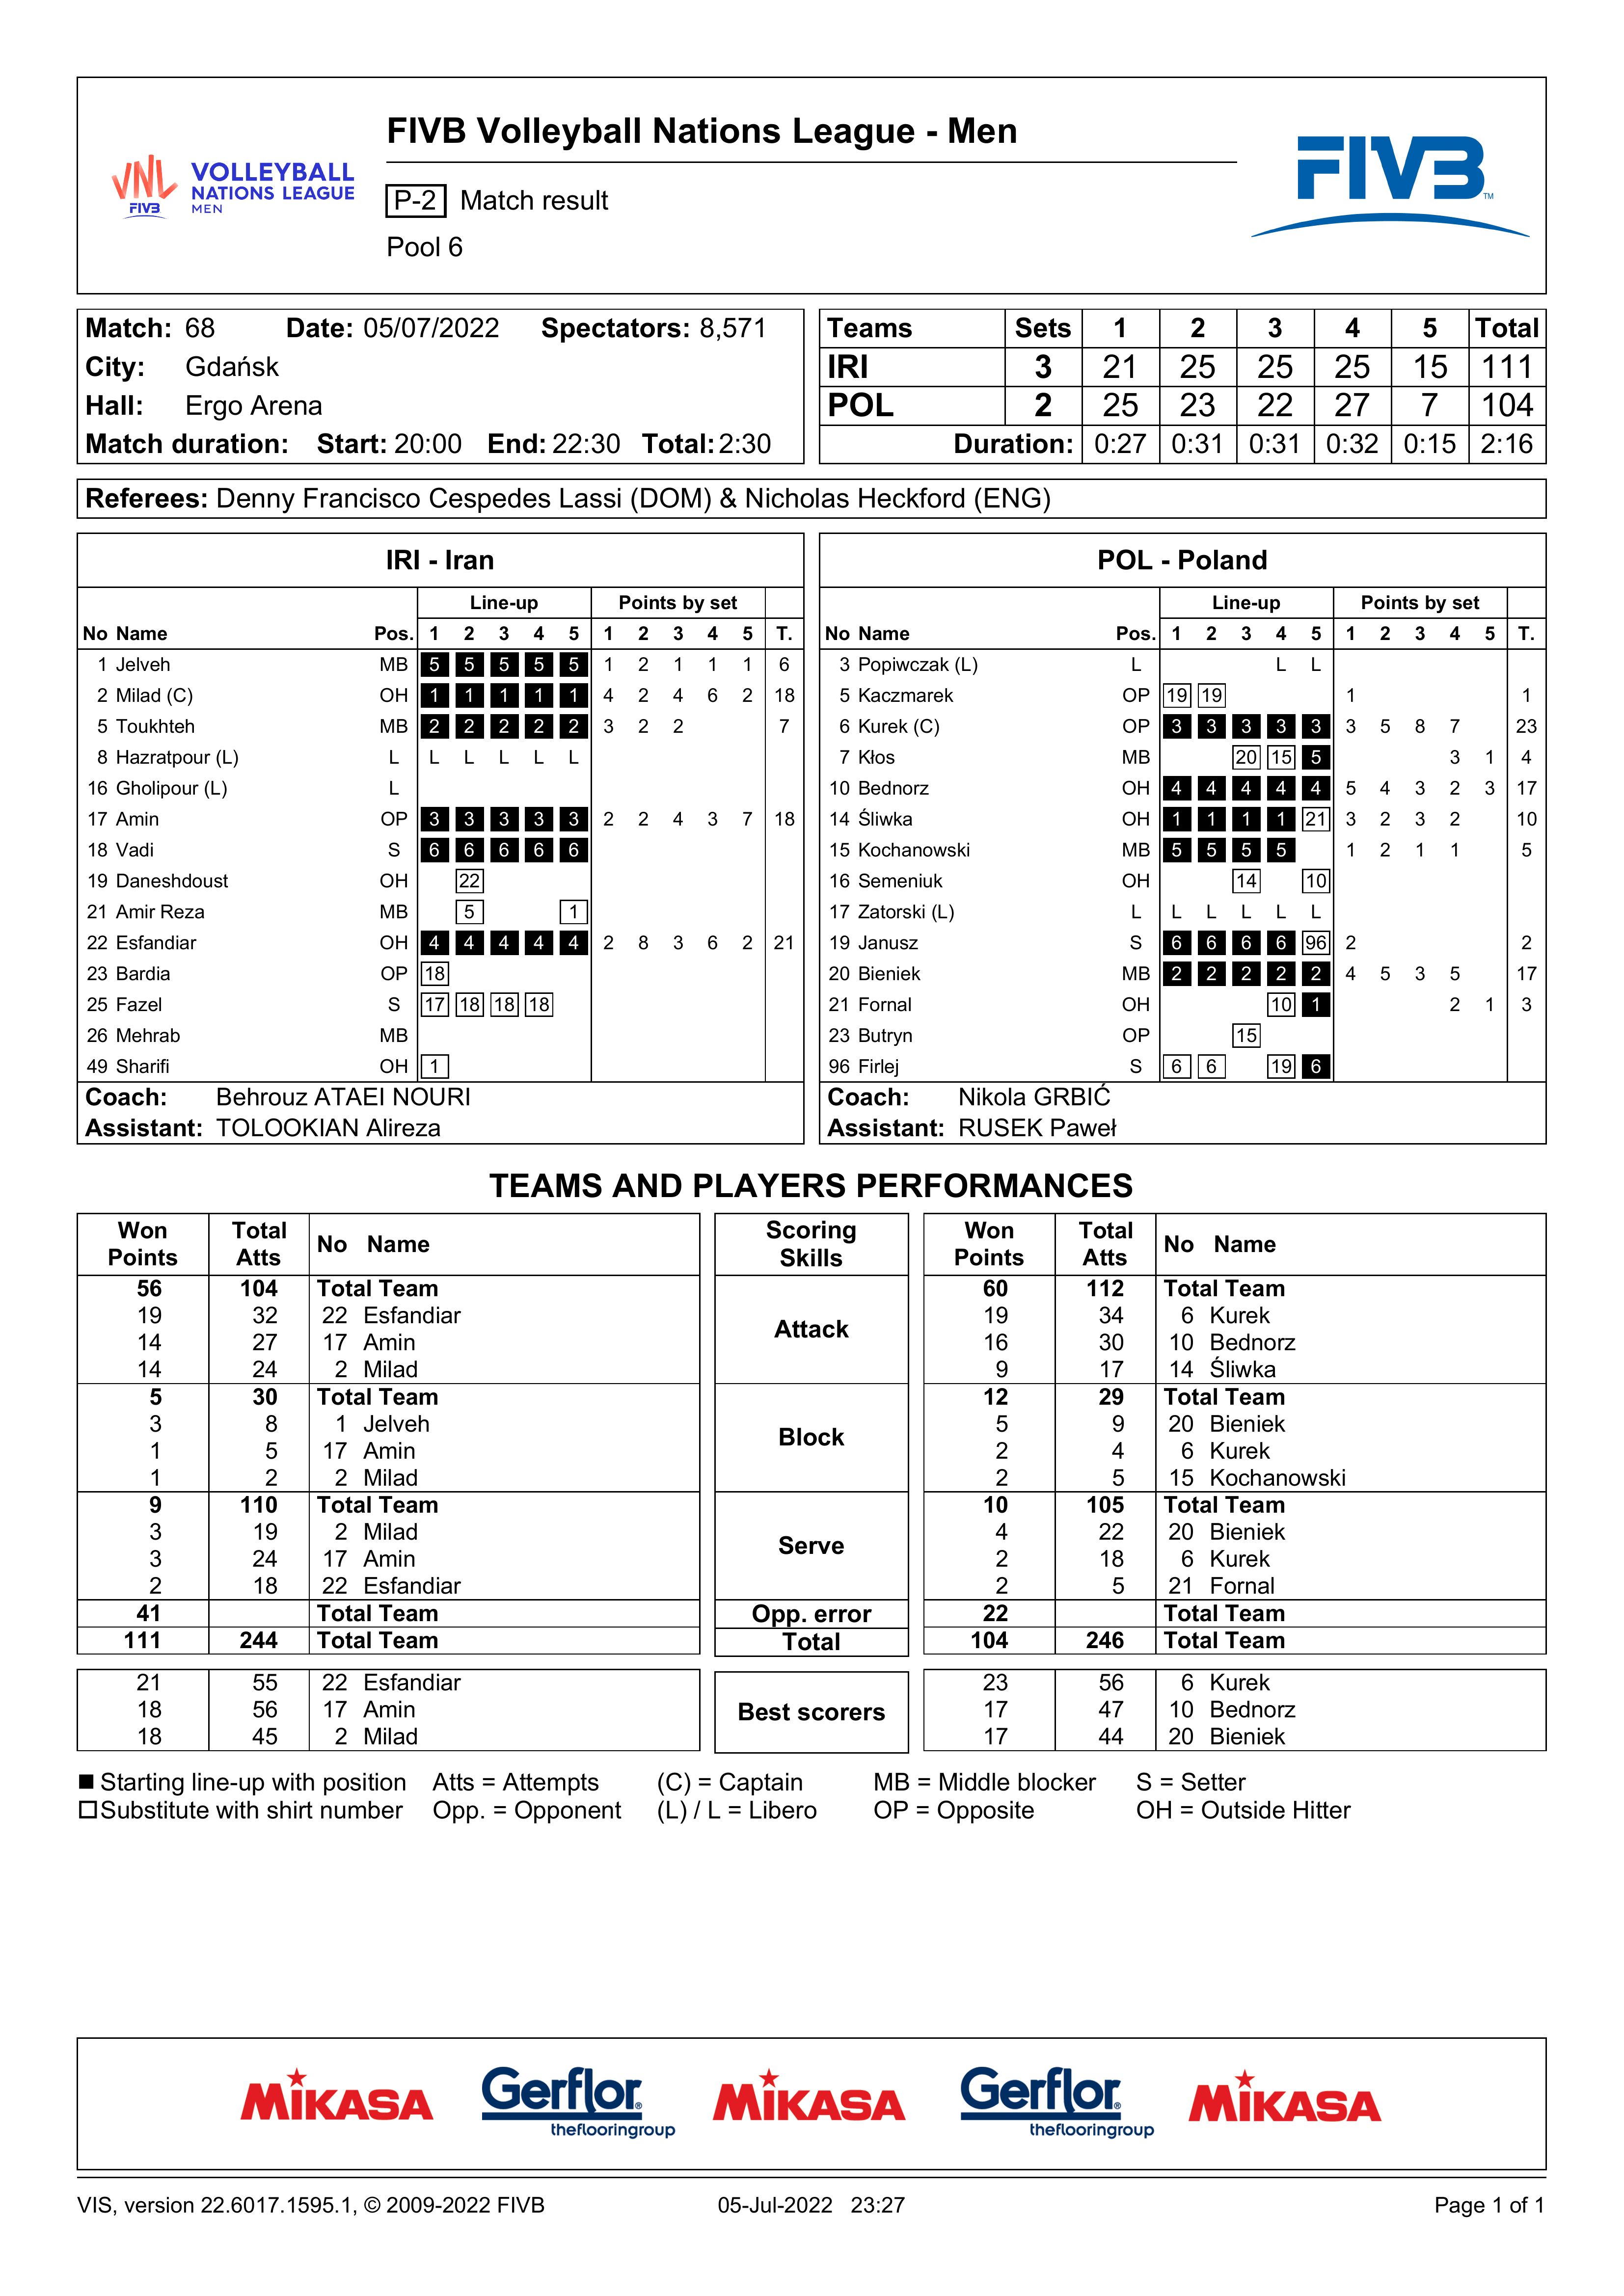 FIVB Volleyball Nations League - Men
VNL FIVB VOLLEYBALL NATIONS LEAGUE MEN
P-2 Match result
FIVB TM
Pool 6
Match: 68 Date: 05/07/2022 Spectators: 8,571
City: Gdańsk
Hall: Ergo Arena
Match duration: Start: 20:00 End: 22:30 Total: 2:30
Teams Sets 1 2 3 4 5 Total
IRI 3 21 25 25 25 15 111
POL 2 25 23 22 27 7 104
Duration: 0:27 0:31 0:31 0:32 0:15 2:16
Referees: Denny Francisco Cespedes Lassi (DOM) & Nicholas Heckford (ENG)
IRI - Iran
Line-up Points by set
No Name Pos. 1 2 3 4 5 1 2 3 4 5 T.
1 Jelveh MB 5 5 5 5 5 1 2 1 1 1 6
2 Milad (C) OH 1 1 1 1 1 4 2 4 6 2 18
5 Toukhteh MB 2 2 2 2 2 3 2 2 7
8 Hazratpour (L) L L L L L L
16 Gholipour (L) L
17 Amin OP 3 3 3 3 3 2 2 4 3 7 18
18 Vadi S 6 6 6 6 6
19 Daneshdoust OH 22
21 Amir Reza MB 5 1
22 Esfandiar OH 4 4 4 4 4 2 8 3 6 2 21
23 Bardia OP 18
25 Fazel S 17 18 18 18
26 Mehrab MB
49 Sharifi OH 1
Coach: Behrouz ATAEI NOURI
Assistant: TOLOOKIAN Alireza
POL - Poland
Line-up Points by set
No Name Pos. 1 2 3 4 5 1 2 3 4 5 T.
3 Popiwczak (L) L L L
5 Kaczmarek OP 19 19 1 1
6 Kurek (C) OP 3 3 3 3 3 3 5 8 7 23
7 Kłos MB 20 15 5 3 1 4
10 Bednorz OH 4 4 4 4 4 5 4 3 2 3 17
14 Śliwka OH 1 1 1 1 21 3 2 3 2 10
15 Kochanowski MB 5 5 5 5 1 2 1 1 5
16 Semeniuk OH 14 10
17 Zatorski (L) L L L L L L
19 Janusz S 6 6 6 6 96 2 2
20 Bieniek MB 2 2 2 2 2 4 5 3 5 17
21 Fornal OH 10 1 2 1 3
23 Butryn OP 15
96 Firlej S 6 6 19 6
Coach: Nikola GRBIĆ
Assistant: RUSEK Paweł
TEAMS AND PLAYERS PERFORMANCES
Won Points Total Atts No Name Scoring Skills Won Points Total Atts No Name
56 104 Total Team Attack 60 112 Total Team
19 32 22 Esfandiar 19 34 6 Kurek
14 27 17 Amin 16 30 10 Bednorz
14 24 2 Milad 9 17 14 Śliwka
5 30 Total Team Block 12 29 Total Team
3 8 1 Jelveh 5 9 20 Bieniek
1 5 17 Amin 2 4 6 Kurek
1 2 2 Milad 2 5 15 Kochanowski
9 110 Total Team Serve 10 105 Total Team
3 19 2 Milad 4 22 20 Bieniek
3 24 17 Amin 2 18 6 Kurek
2 18 22 Esfandiar 2 5 21 Fornal
41 Total Team Opp. error 22 Total Team
111 244 Total Team Total 104 246 Total Team
21 55 22 Esfandiar Best scorers 23 56 6 Kurek
18 56 17 Amin 17 47 10 Bednorz
18 45 2 Milad 17 44 20 Bieniek
Starting line-up with position Atts = Attempts (C) = Captain MB = Middle blocker S = Setter
Substitute with shirt number Opp. = Opponent (L) / L = Libero OP = Opposite OH = Outside Hitter
MIKASA Gerflor® theflooringgroup MIKASA Gerflor® theflooringgroup MIKASA
VIS, version 22.6017.1595.1, © 2009-2022 FIVB 05-Jul-2022 23:27 Page 1 of 1